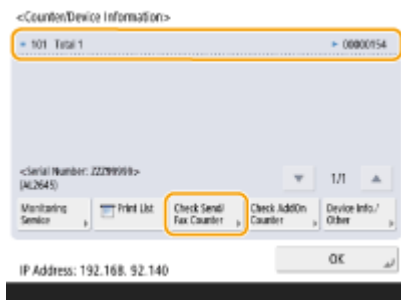 <Counter/Device Information>
101 Total 1 00000154
<Serial Number: ZZZ99999>
(AL2645)
1/1
Monitoring Service
Print List
Check Send/ Fax Counter
Check AddOn Counter
Device Info./ Other
OK
IP Address: 192.168. 92.140